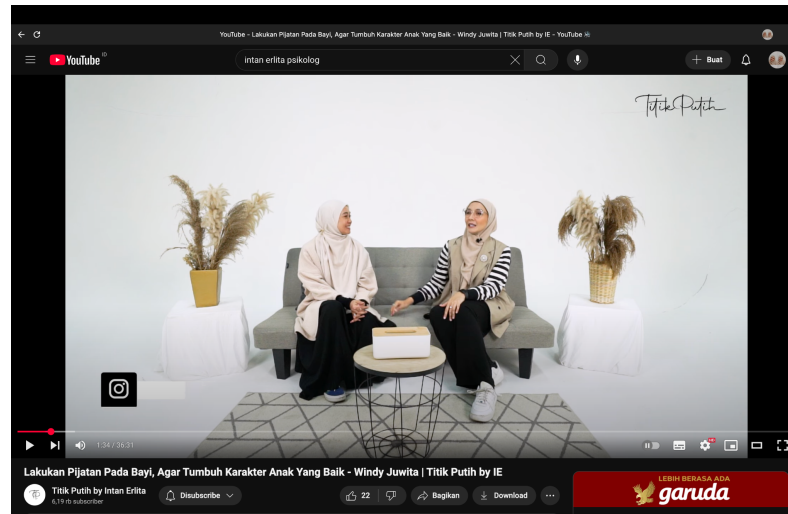 YouTube - Lakukan Pijatan Pada Bayi, Agar Tumbuh Karakter Anak Yang Baik - Windy Juwita | Titik Putih by IE - YouTube
YouTube ID
intan erlita psikolog
Buat
TitikPutih
1:34 / 36:31
HD
Lakukan Pijatan Pada Bayi, Agar Tumbuh Karakter Anak Yang Baik - Windy Juwita | Titik Putih by IE
Titik Putih by Intan Erlita
6,19 rb subscriber
Disubscribe
22
Bagikan
Download
LEBIH BERASA ADA
garuda